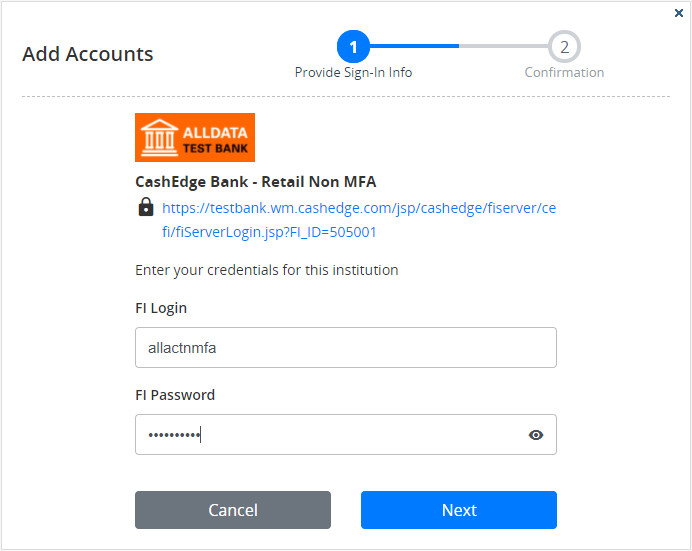 Add Accounts
1
2
Provide Sign-In Info
Confirmation
ALLDATA
TEST BANK
CashEdge Bank - Retail Non MFA
https://testbank.wm.cashedge.com/jsp/cashedge/fiserver/ce
fi/fiServerLogin.jsp?FI_ID=505001
Enter your credentials for this institution
FI Login
allactnmfa
FI Password
••••••••••
Cancel
Next